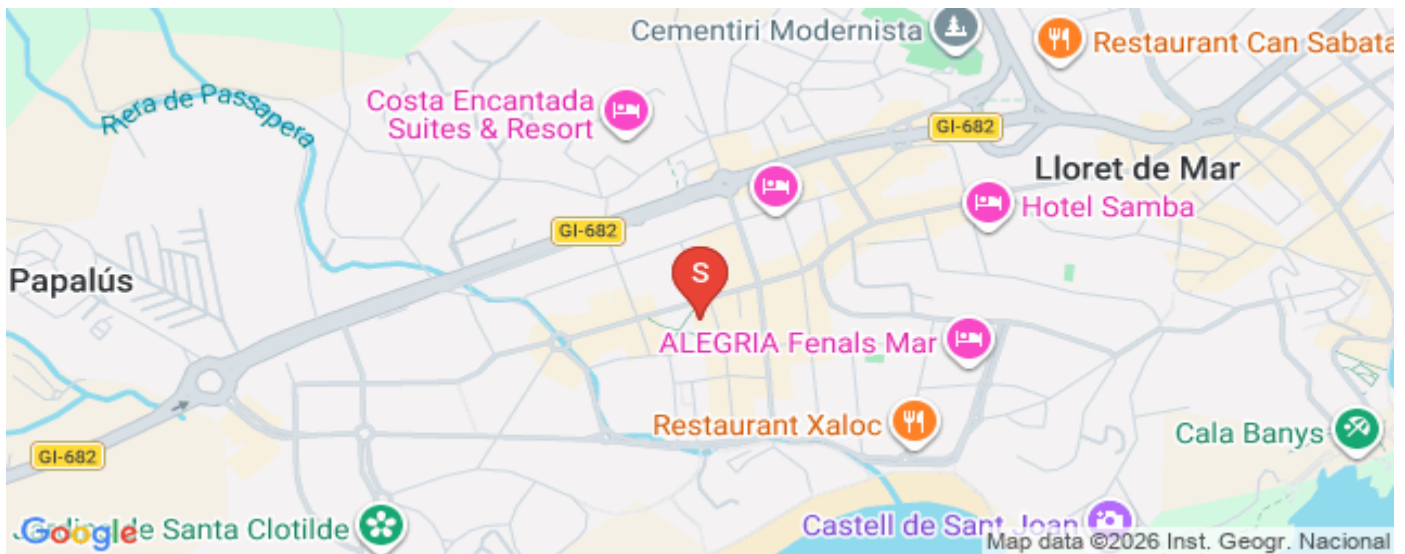 Cementiri Modernista
Restaurant Can Sabata
Riera de Passapera
Costa Encantada
Suites & Resort
GI-682
Lloret de Mar
Hotel Samba
GI-682
Papalús
S
ALEGRIA Fenals Mar
Restaurant Xaloc
Cala Banys
GI-682
Google
de Santa Clotilde
Castell de Sant Joan
Map data ©2026 Inst. Geogr. Nacional